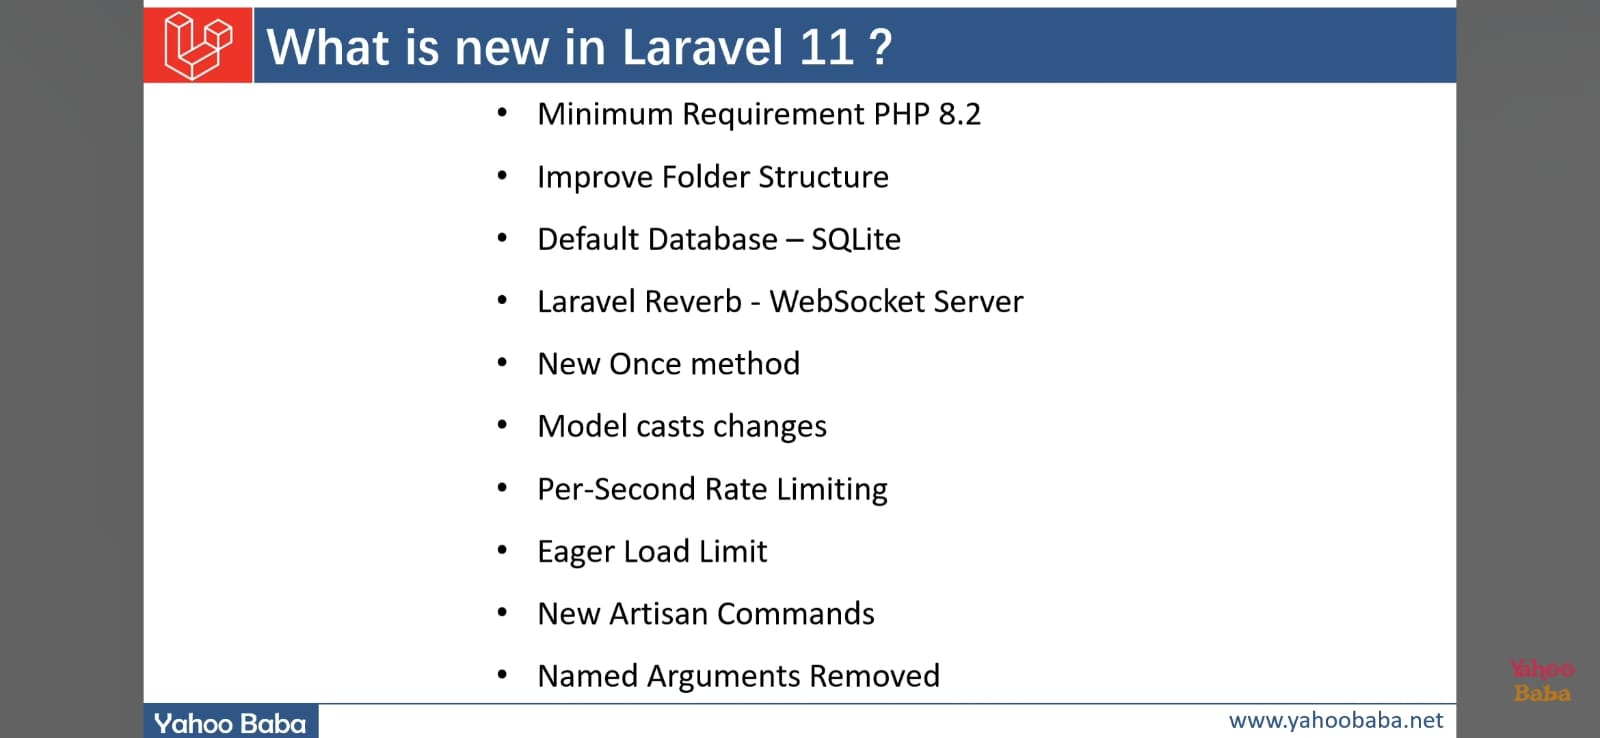 What is new in Laravel 11 ?
• Minimum Requirement PHP 8.2
• Improve Folder Structure
• Default Database – SQLite
• Laravel Reverb - WebSocket Server
• New Once method
• Model casts changes
• Per-Second Rate Limiting
• Eager Load Limit
• New Artisan Commands
• Named Arguments Removed
Yahoo
Baba
Yahoo Baba
www.yahoobaba.net